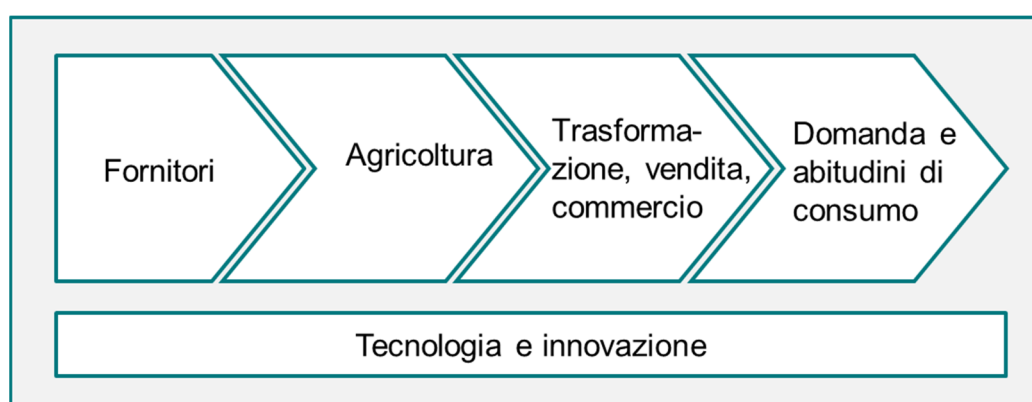 Fornitori
Agricoltura
Trasforma-
zione, vendita,
commercio
Domanda e
abitudini di
consumo
Tecnologia e innovazione